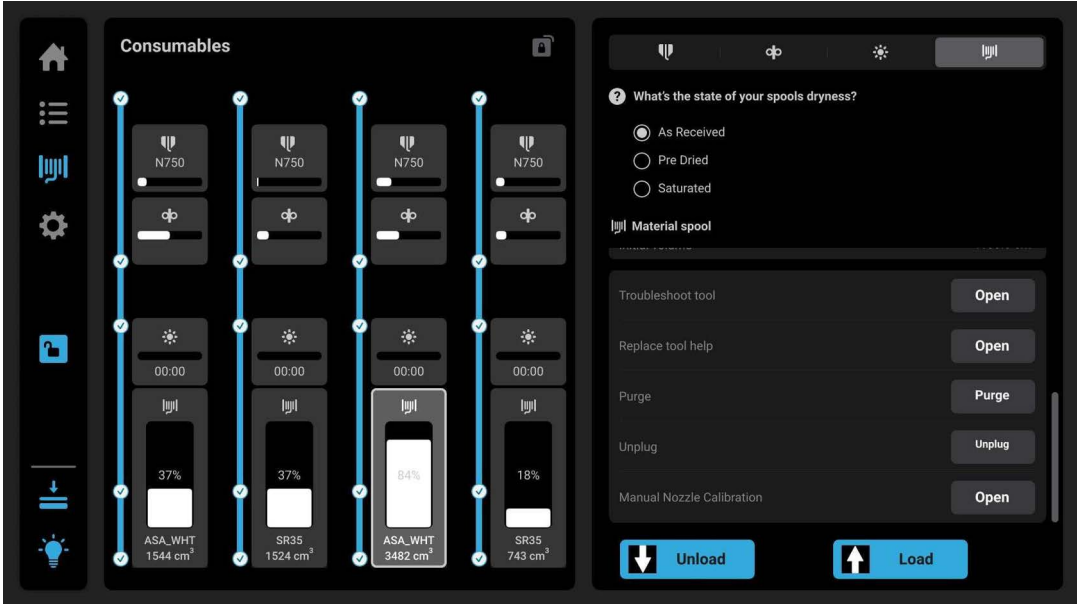 Consumables
N750
N750
N750
N750
00:00
00:00
00:00
00:00
37%
37%
84%
18%
ASA_WHT
1544 cm³
SR35
1524 cm³
ASA_WHT
3482 cm³
SR35
743 cm³
? What's the state of your spools dryness?
As Received
Pre Dried
Saturated
Material spool
Troubleshoot tool Open
Replace tool help Open
Purge Purge
Unplug Unplug
Manual Nozzle Calibration Open
Unload Load